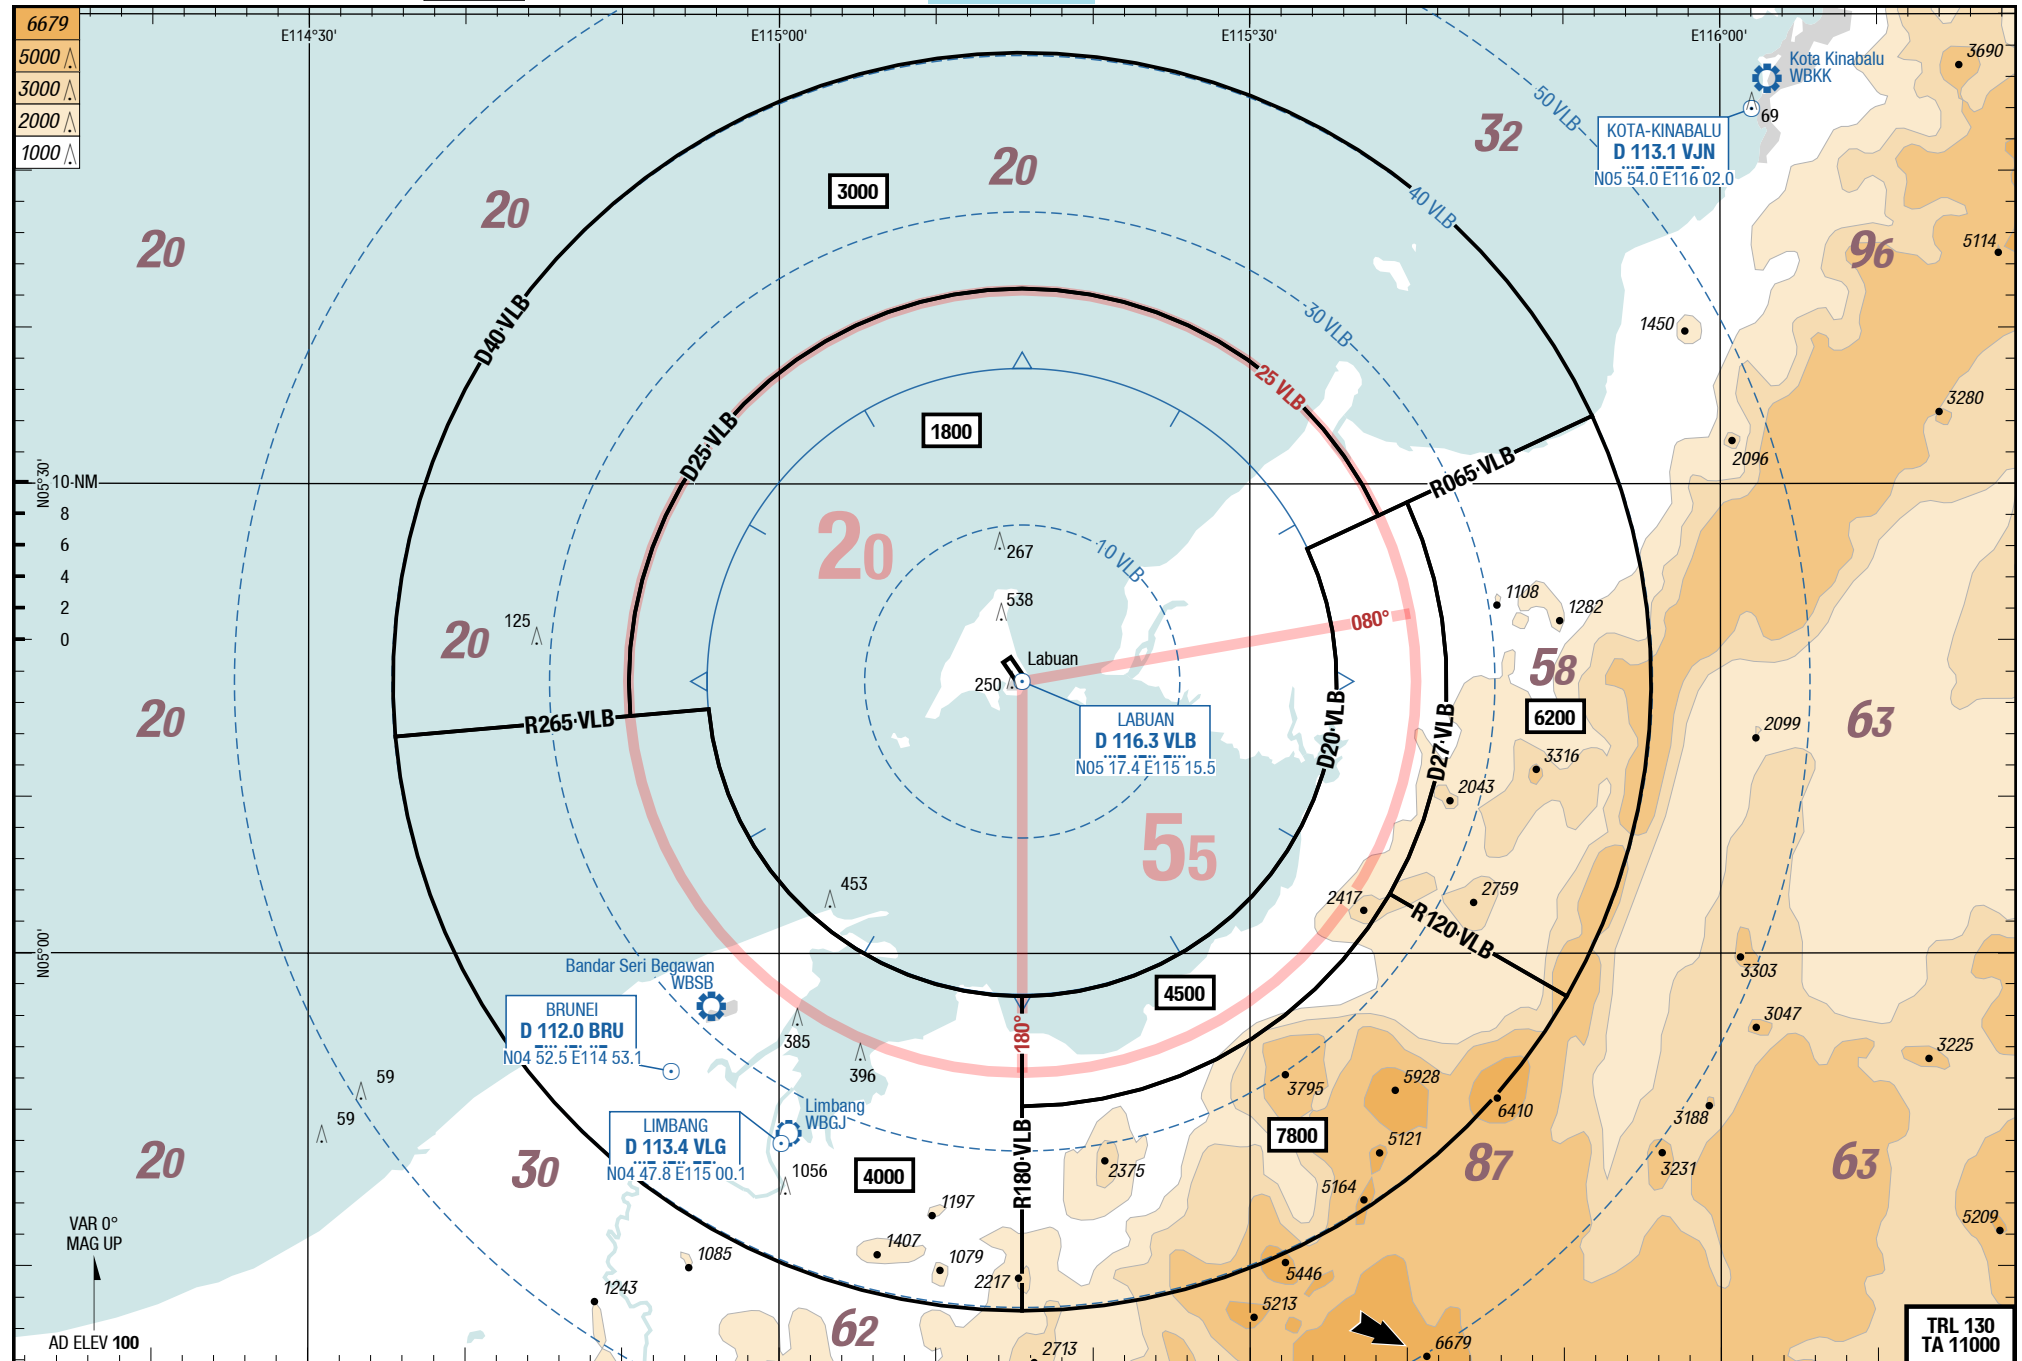 6679
5000
3000
2000
1000
E114°30'
E115°00'
E115°30'
E116°00'
3690
Kota Kinabalu
WBKK
69
KOTA-KINABALU
D 113.1 VJN
N05 54.0 E116 02.0
50 VLB
32
20
3000
20
20
40 VLB
96
5114
D40·VLB
30 VLB
1450
25 VLB
3280
1800
D25·VLB
2096
R065·VLB
N05°30'
10 NM
8
6
4
2
0
20
267
10 VLB
538
125
20
1108
1282
080°
Labuan
250
58
6200
LABUAN
D 116.3 VLB
N05 17.4 E115 15.5
D20·VLB
D27·VLB
2099
63
20
R265·VLB
3316
2043
55
453
2417
2759
R120·VLB
N05°00'
3303
Bandar Seri Begawan
WBSB
4500
BRUNEI
D 112.0 BRU
N04 52.5 E114 53.1
385
396
180°
3047
3225
59
59
3795
5928
6410
3188
Limbang
WBGJ
LIMBANG
D 113.4 VLG
N04 47.8 E115 00.1
1056
4000
R180·VLB
2375
7800
5121
5164
87
3231
63
20
30
1197
1407
1079
2217
5209
VAR 0°
MAG UP
1085
1243
5446
5213
62
2713
6679
AD ELEV 100
TRL 130
TA 11000